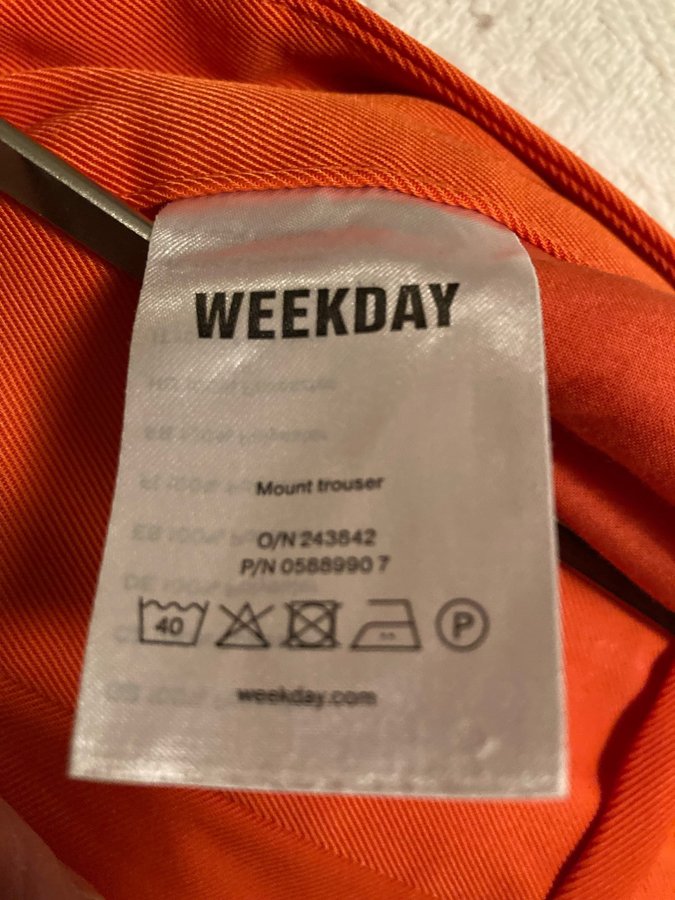 WEEKDAY
Mount trouser
O/N 243842
P/N 0588990 7
40
P
weekday.com